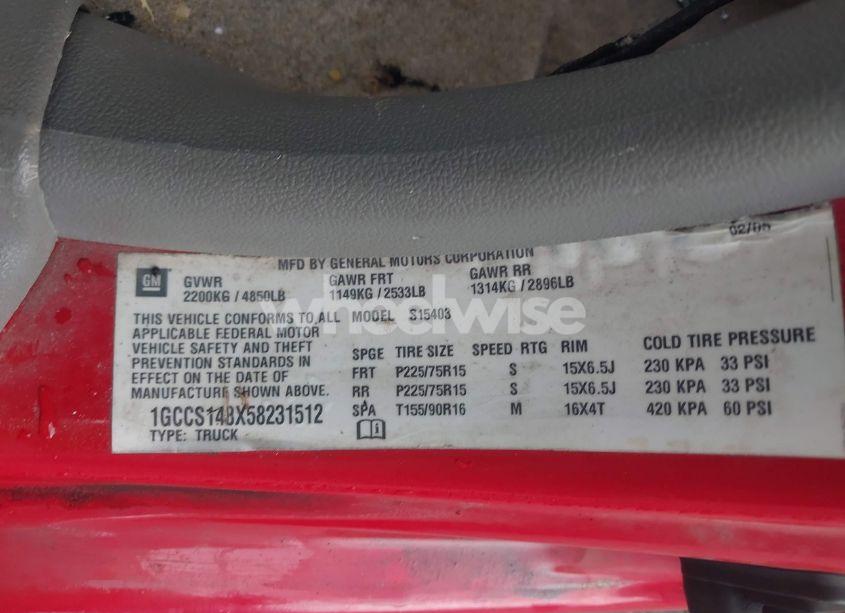 02/05
MFD BY GENERAL MOTORS CORPORATION
GM
GVWR GAWR FRT GAWR RR
2200KG / 4850LB 1149KG / 2533LB 1314KG / 2896LB
THIS VEHICLE CONFORMS TO ALL MODEL S15403
APPLICABLE FEDERAL MOTOR
VEHICLE SAFETY AND THEFT
PREVENTION STANDARDS IN
EFFECT ON THE DATE OF
MANUFACTURE SHOWN ABOVE.
1GCCS148X58231512
TYPE: TRUCK
SPGE TIRE SIZE SPEED RTG RIM COLD TIRE PRESSURE
FRT P225/75R15 S 15X6.5J 230 KPA 33 PSI
RR P225/75R15 S 15X6.5J 230 KPA 33 PSI
SPA T155/90R16 M 16X4T 420 KPA 60 PSI
wheelwise